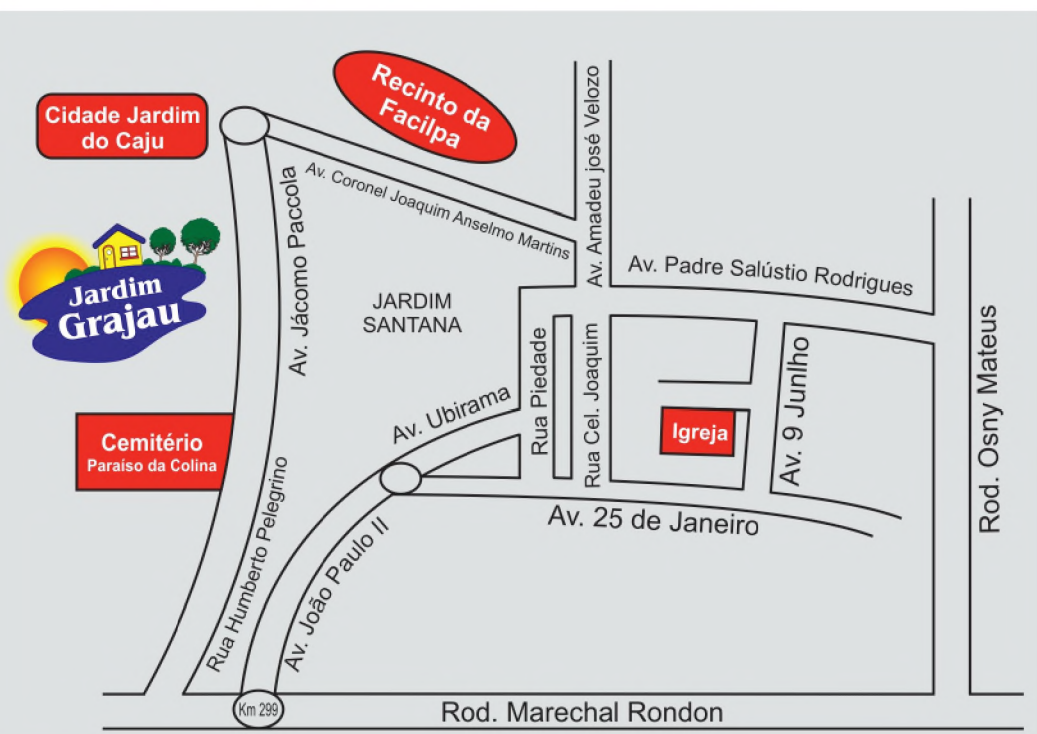 Recinto da
Facilpa
Cidade Jardim
do Caju
Av. Coronel Joaquim Anselmo Martins
Av. Amadeu josé Velozo
Av. Jácomo Paccola
Av. Padre Salústio Rodrigues
Jardim
Grajau
JARDIM
SANTANA
Rua Piedade
Rua Cel. Joaquim
Av. 9 Junlho
Rod. Osny Mateus
Av. Ubirama
Igreja
Cemitério
Paraíso da Colina
Av. 25 de Janeiro
Rua Humberto Pelegrino
Av. João Paulo II
Km 299
Rod. Marechal Rondon